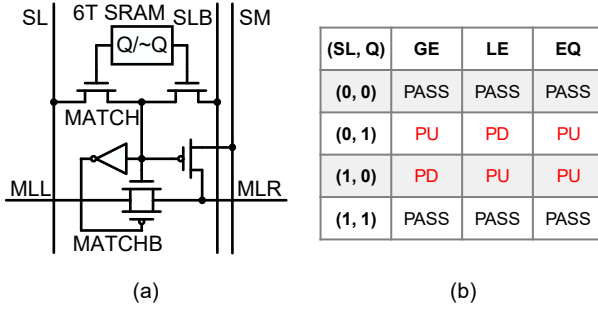 SL 6T SRAM SLB SM
Q/~Q
MATCH
MLL MLR
MATCHB
(a)
(SL, Q) GE LE EQ
(0, 0) PASS PASS PASS
(0, 1) PU PD PU
(1, 0) PD PU PU
(1, 1) PASS PASS PASS
(b)